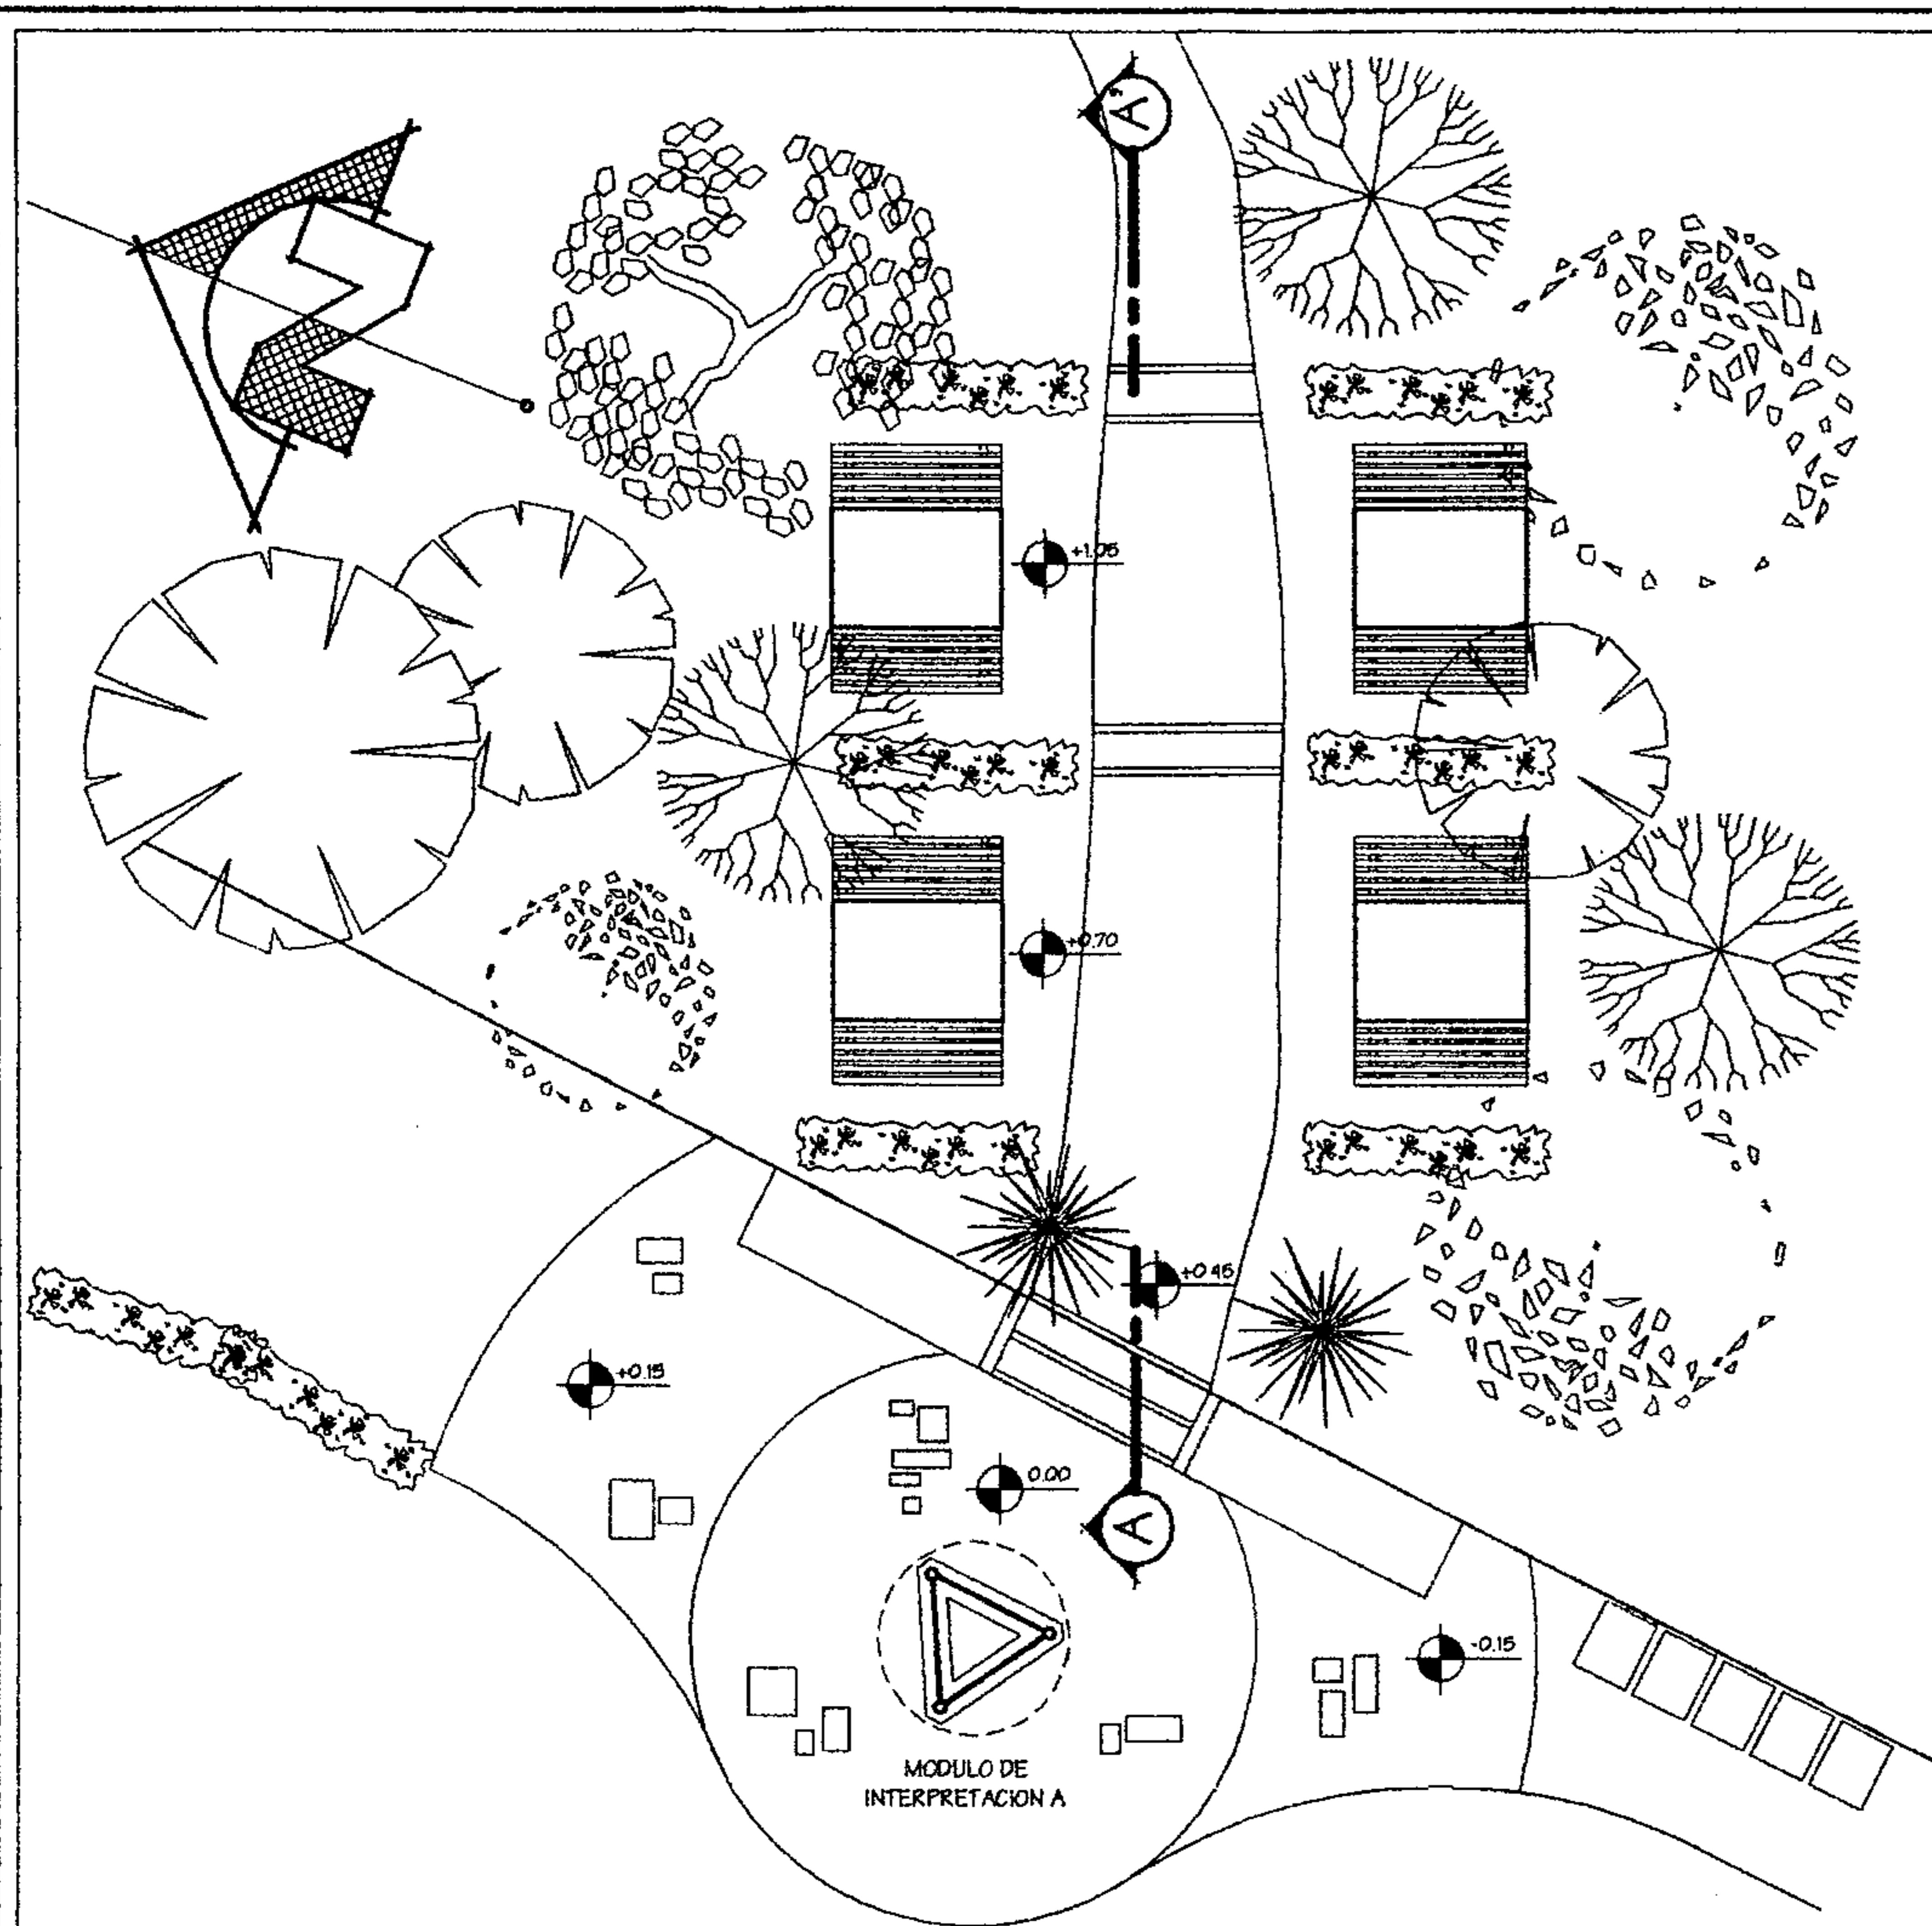 A'
+1.05
+0.70
+0.45
+0.15
0.00
A
-0.15
MODULO DE
INTERPRETACION A